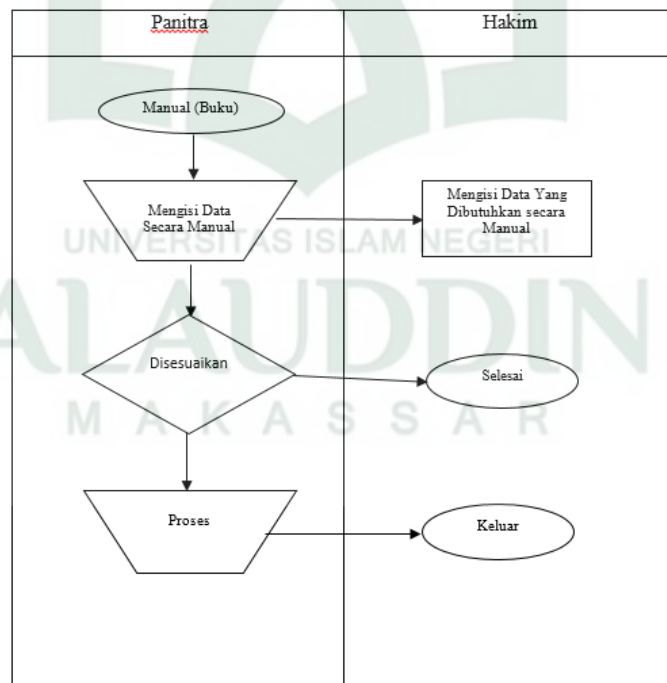 Panitra
Hakim
Manual (Buku)
Mengisi Data
Secara Manual
Mengisi Data Yang
Dibutuhkan secara
Manual
UNIVERSITAS ISLAM NEGERI
ALAUDDIN
Disesuaikan
Selesai
MAKASSAR
Proses
Keluar